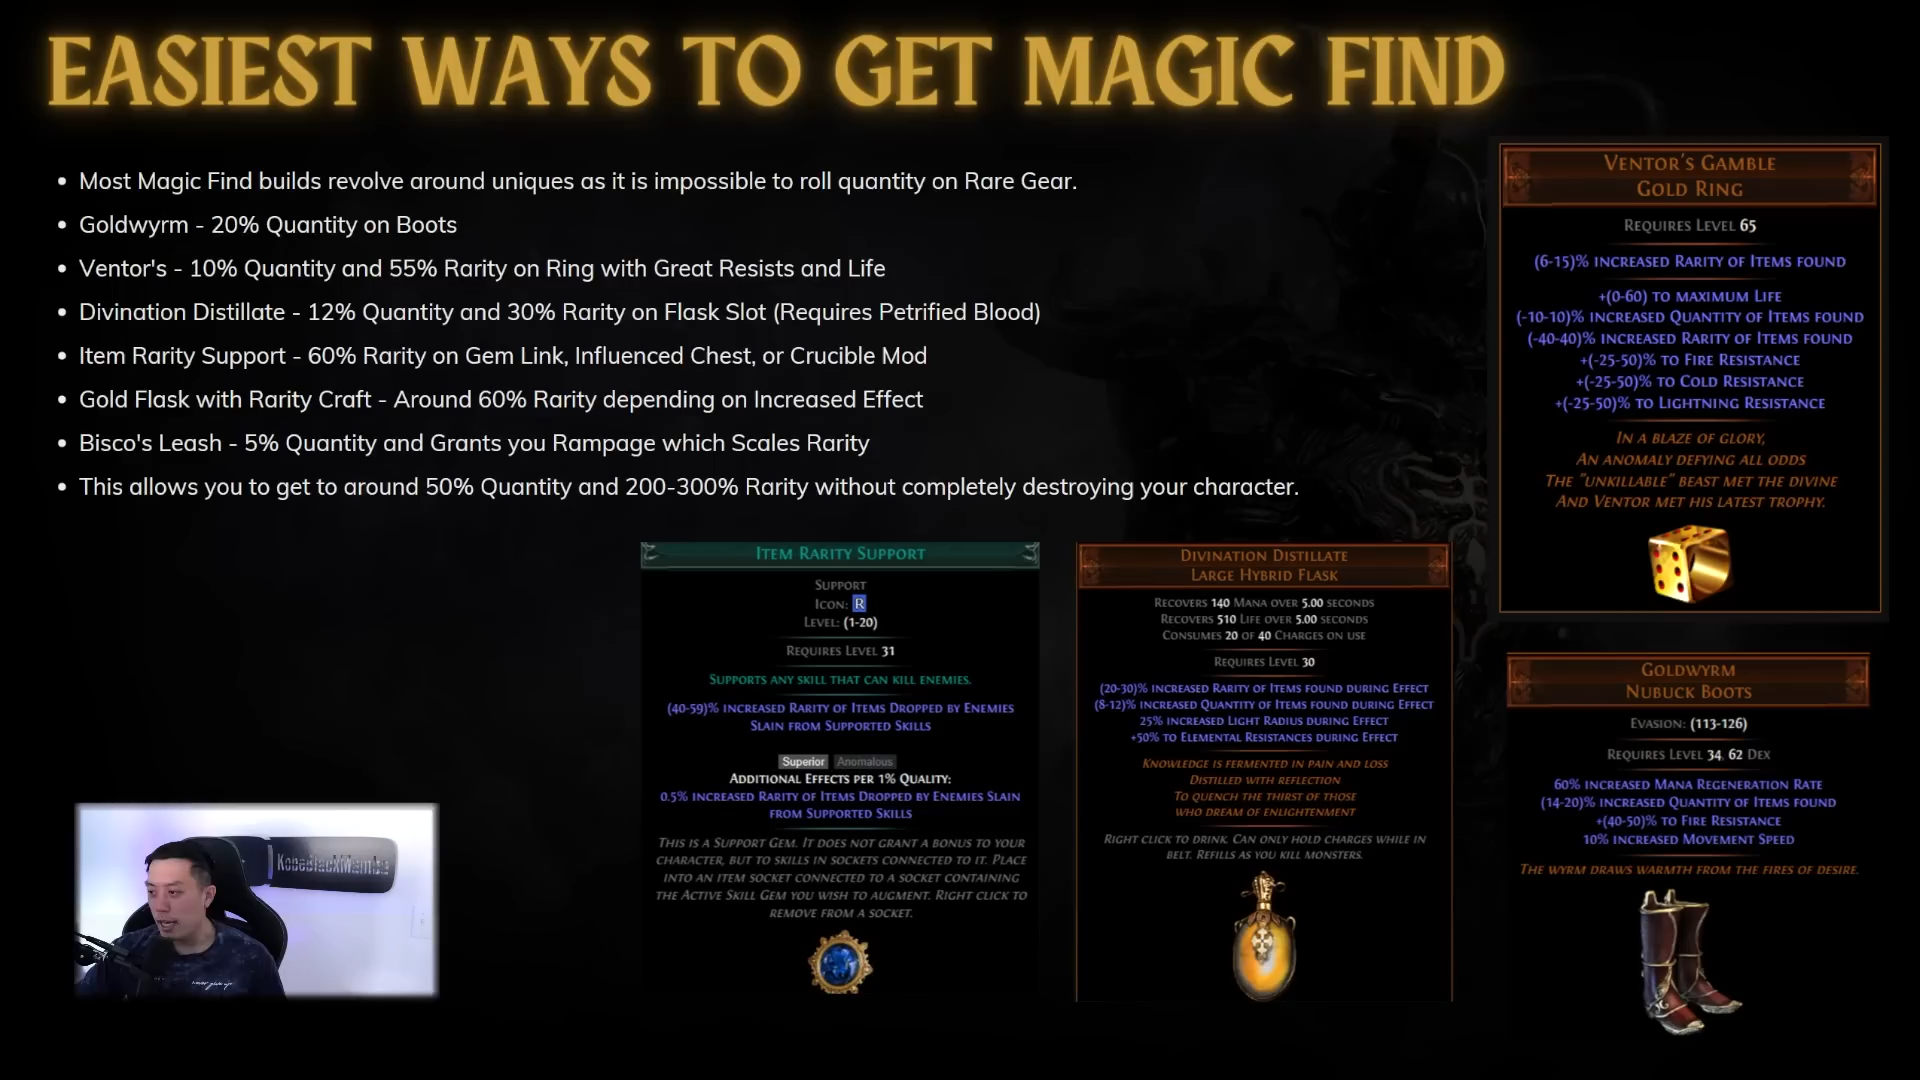 EASIEST WAYS TO GET MAGIC FIND
• Most Magic Find builds revolve around uniques as it is impossible to roll quantity on Rare Gear.
• Goldwyrm - 20% Quantity on Boots
• Ventor's - 10% Quantity and 55% Rarity on Ring with Great Resists and Life
• Divination Distillate - 12% Quantity and 30% Rarity on Flask Slot (Requires Petrified Blood)
• Item Rarity Support - 60% Rarity on Gem Link, Influenced Chest, or Crucible Mod
• Gold Flask with Rarity Craft - Around 60% Rarity depending on Increased Effect
• Bisco's Leash - 5% Quantity and Grants you Rampage which Scales Rarity
• This allows you to get to around 50% Quantity and 200-300% Rarity without completely destroying your character.
VENTOR'S GAMBLE
GOLD RING
REQUIRES LEVEL 65
(6-15)% INCREASED RARITY OF ITEMS FOUND
+(0-60) TO MAXIMUM LIFE
(-10-10)% INCREASED QUANTITY OF ITEMS FOUND
(-40-40)% INCREASED RARITY OF ITEMS FOUND
+(-25-50)% TO FIRE RESISTANCE
+(-25-50)% TO COLD RESISTANCE
+(-25-50)% TO LIGHTNING RESISTANCE
IN A BLAZE OF GLORY,
AN ANOMALY DEFYING ALL ODDS
THE "UNKILLABLE" BEAST MET THE DIVINE
AND VENTOR MET HIS LATEST TROPHY.
ITEM RARITY SUPPORT
SUPPORT
ICON: R
LEVEL: (1-20)
REQUIRES LEVEL 31
SUPPORTS ANY SKILL THAT CAN KILL ENEMIES.
(40-59)% INCREASED RARITY OF ITEMS DROPPED BY ENEMIES
SLAIN FROM SUPPORTED SKILLS
Superior Anomalous
ADDITIONAL EFFECTS PER 1% QUALITY:
0.5% INCREASED RARITY OF ITEMS DROPPED BY ENEMIES SLAIN
FROM SUPPORTED SKILLS
THIS IS A SUPPORT GEM. IT DOES NOT GRANT A BONUS TO YOUR
CHARACTER, BUT TO SKILLS IN SOCKETS CONNECTED TO IT. PLACE
INTO AN ITEM SOCKET CONNECTED TO A SOCKET CONTAINING
THE ACTIVE SKILL GEM YOU WISH TO AUGMENT. RIGHT CLICK TO
REMOVE FROM A SOCKET.
DIVINATION DISTILLATE
LARGE HYBRID FLASK
RECOVERS 140 MANA OVER 5.00 SECONDS
RECOVERS 510 LIFE OVER 5.00 SECONDS
CONSUMES 20 OF 40 CHARGES ON USE
REQUIRES LEVEL 30
(20-30)% INCREASED RARITY OF ITEMS FOUND DURING EFFECT
(8-12)% INCREASED QUANTITY OF ITEMS FOUND DURING EFFECT
25% INCREASED LIGHT RADIUS DURING EFFECT
+50% TO ELEMENTAL RESISTANCES DURING EFFECT
KNOWLEDGE IS FERMENTED IN PAIN AND LOSS
DISTILLED WITH REFLECTION
TO QUENCH THE THIRST OF THOSE
WHO DREAM OF ENLIGHTENMENT
RIGHT CLICK TO DRINK. CAN ONLY HOLD CHARGES WHILE IN
BELT. REFILLS AS YOU KILL MONSTERS.
GOLDWYRM
NUBUCK BOOTS
EVASION: (113-126)
REQUIRES LEVEL 34, 62 DEX
60% INCREASED MANA REGENERATION RATE
(14-20)% INCREASED QUANTITY OF ITEMS FOUND
+(40-50)% TO FIRE RESISTANCE
10% INCREASED MOVEMENT SPEED
THE WYRM DRAWS WARMTH FROM THE FIRES OF DESIRE.
KobeBlackMamba